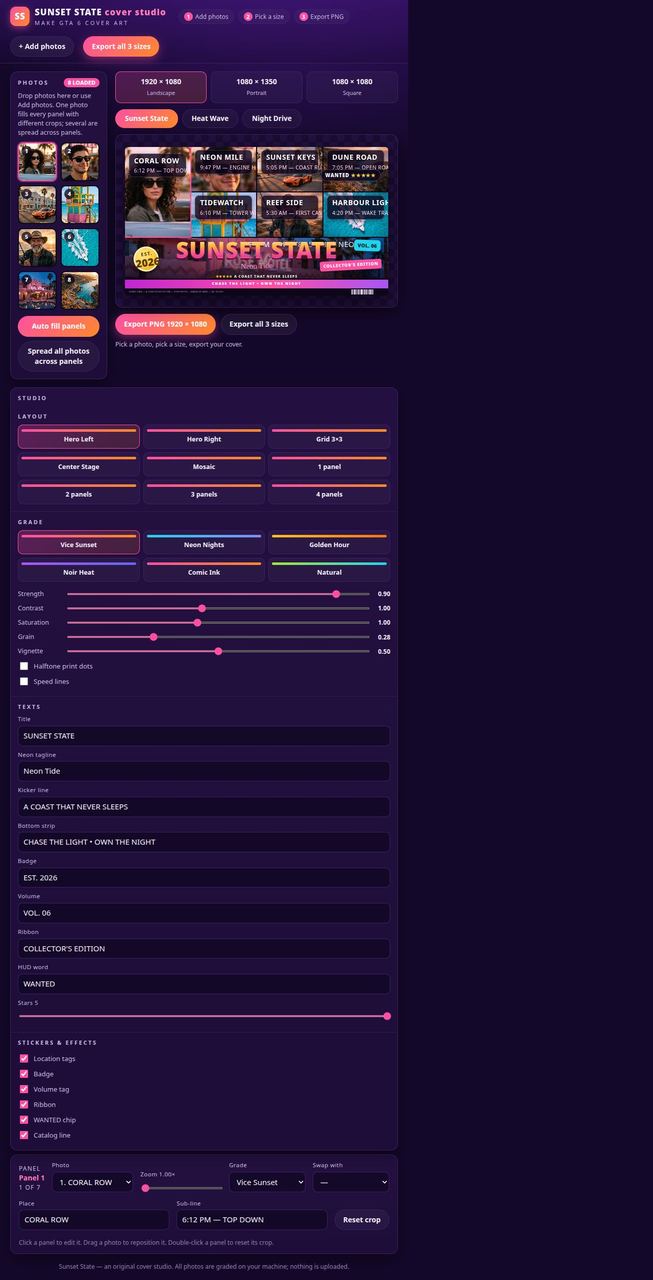 SS
SUNSET STATE cover studio
MAKE GTA 6 COVER ART
1 Add photos
2 Pick a size
3 Export PNG
+ Add photos
Export all 3 sizes
PHOTOS
8 LOADED
Drop photos here or use
Add photos. One photo
fills every panel with
different crops; several are
spread across panels.
1
2
3
4
5
6
7
8
Auto fill panels
Spread all photos
across panels
1920 × 1080
Landscape
1080 × 1350
Portrait
1080 × 1080
Square
Sunset State
Heat Wave
Night Drive
CORAL ROW
6:12 PM — TOP DOW
NEON MILE
9:47 PM — ENGINE H
SUNSET KEYS
5:05 PM — COAST RU
DUNE ROAD
7:05 PM — OPEN ROA
WANTED ★★★★★
TIDEWATCH
6:10 PM — TOWER W
REEF SIDE
5:30 AM — FIRST CAS
HARBOUR LIGH
4:20 PM — WAKE TRA
EST.
2026
SUNSET STATE
VOL. 06
Neon Tide
COLLECTOR'S EDITION
★★★★★ A COAST THAT NEVER SLEEPS
CHASE THE LIGHT • OWN THE NIGHT
Export PNG 1920 × 1080
Export all 3 sizes
Pick a photo, pick a size, export your cover.
STUDIO
LAYOUT
Hero Left
Hero Right
Grid 3×3
Center Stage
Mosaic
1 panel
2 panels
3 panels
4 panels
GRADE
Vice Sunset
Neon Nights
Golden Hour
Noir Heat
Comic Ink
Natural
Strength 0.90
Contrast 1.00
Saturation 1.00
Grain 0.28
Vignette 0.50
Halftone print dots
Speed lines
TEXTS
Title
SUNSET STATE
Neon tagline
Neon Tide
Kicker line
A COAST THAT NEVER SLEEPS
Bottom strip
CHASE THE LIGHT • OWN THE NIGHT
Badge
EST. 2026
Volume
VOL. 06
Ribbon
COLLECTOR'S EDITION
HUD word
WANTED
Stars 5
STICKERS & EFFECTS
Location tags
Badge
Volume tag
Ribbon
WANTED chip
Catalog line
PANEL
Panel 1
1 OF 7
Photo
1. CORAL ROW
Zoom 1.00×
Grade
Vice Sunset
Swap with
—
Place
CORAL ROW
Sub-line
6:12 PM — TOP DOWN
Reset crop
Click a panel to edit it. Drag a photo to reposition it. Double-click a panel to reset its crop.
Sunset State — an original cover studio. All photos are graded on your machine; nothing is uploaded.